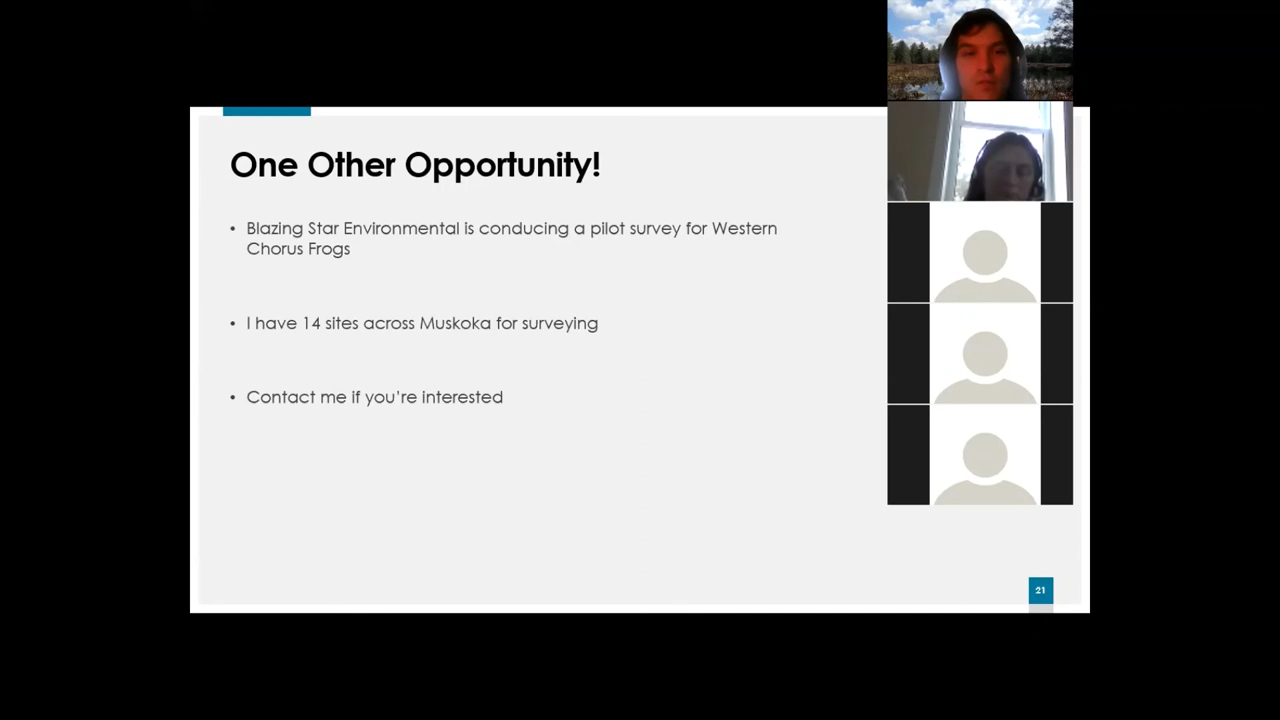 One Other Opportunity!
• Blazing Star Environmental is conducing a pilot survey for Western
Chorus Frogs
• I have 14 sites across Muskoka for surveying
• Contact me if you're interested
21